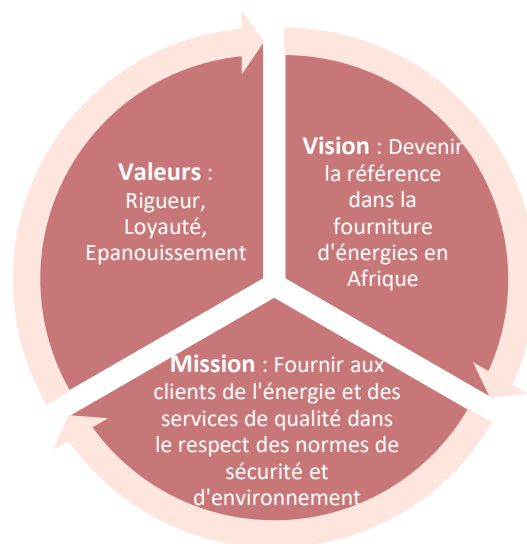 Vision : Devenir
la référence
dans la
fourniture
d'énergies en
Afrique
Mission : Fournir aux
clients de l'énergie et des
services de qualité dans
le respect des normes de
sécurité et
d'environnement
Valeurs :
Rigueur,
Loyauté,
Epanouissement